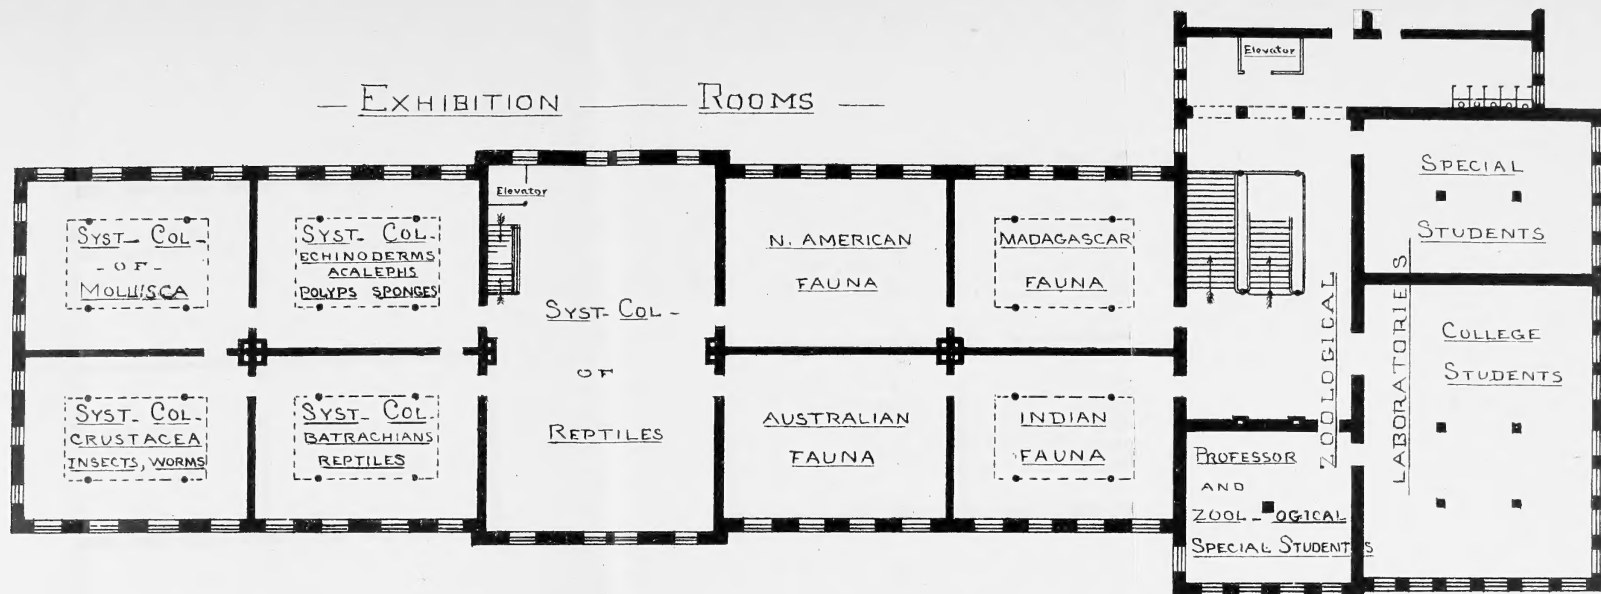 Elevator
— EXHIBITION — ROOMS —
SYST- COL-
- OF -
MOLLUSCA
SYST- COL-
ECHINODERMS
ACALEPHS
POLYPS SPONGES
Elevator
SYST- COL-
OF
REPTILES
N. AMERICAN
FAUNA
MADAGASCAR
FAUNA
SPECIAL
STUDENTS
SYST- COL-
CRUSTACEA
INSECTS, WORMS
SYST- COL-
BATRACHIANS
REPTILES
AUSTRALIAN
FAUNA
INDIAN
FAUNA
ZOOLOGICAL
LABORATORIES
COLLEGE
STUDENTS
PROFESSOR
AND
ZOOL-OGICAL
SPECIAL STUDENTS